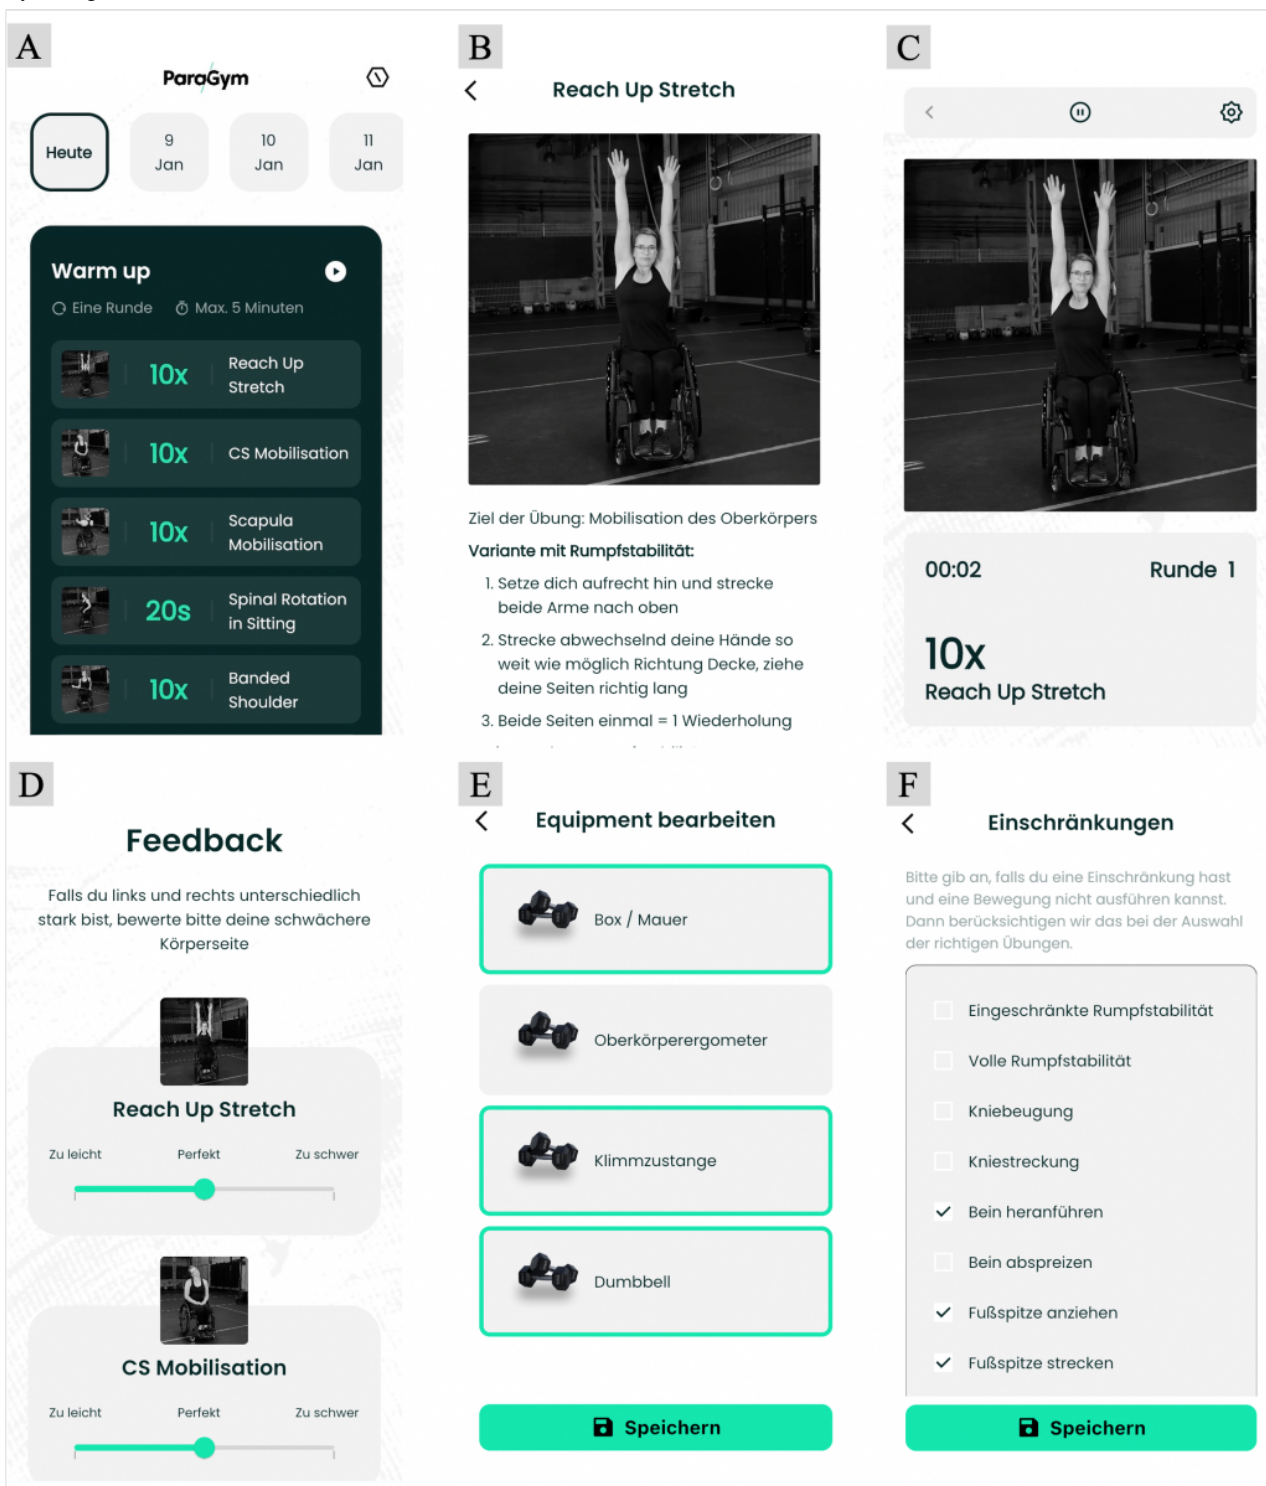 A
ParaGym
Heute
9
Jan
10
Jan
11
Jan
Warm up
Eine Runde
Max. 5 Minuten
10x
Reach Up
Stretch
10x
CS Mobilisation
10x
Scapula
Mobilisation
20s
Spinal Rotation
in Sitting
10x
Banded
Shoulder
B
Reach Up Stretch
Ziel der Übung: Mobilisation des Oberkörpers
Variante mit Rumpfstabilität:
1. Setze dich aufrecht hin und strecke
beide Arme nach oben
2. Strecke abwechselnd deine Hände so
weit wie möglich Richtung Decke, ziehe
deine Seiten richtig lang
3. Beide Seiten einmal = 1 Wiederholung
C
00:02
Runde 1
10x
Reach Up Stretch
D
Feedback
Falls du links und rechts unterschiedlich
stark bist, bewerte bitte deine schwächere
Körperseite
Reach Up Stretch
Zu leicht
Perfekt
Zu schwer
CS Mobilisation
Zu leicht
Perfekt
Zu schwer
E
Equipment bearbeiten
Box / Mauer
Oberkörperergometer
Klimmzustange
Dumbbell
Speichern
F
Einschränkungen
Bitte gib an, falls du eine Einschränkung hast
und eine Bewegung nicht ausführen kannst.
Dann berücksichtigen wir das bei der Auswahl
der richtigen Übungen.
Eingeschränkte Rumpfstabilität
Volle Rumpfstabilität
Kniebeugung
Kniestreckung
Bein heranführen
Bein abspreizen
Fußspitze anziehen
Fußspitze strecken
Speichern